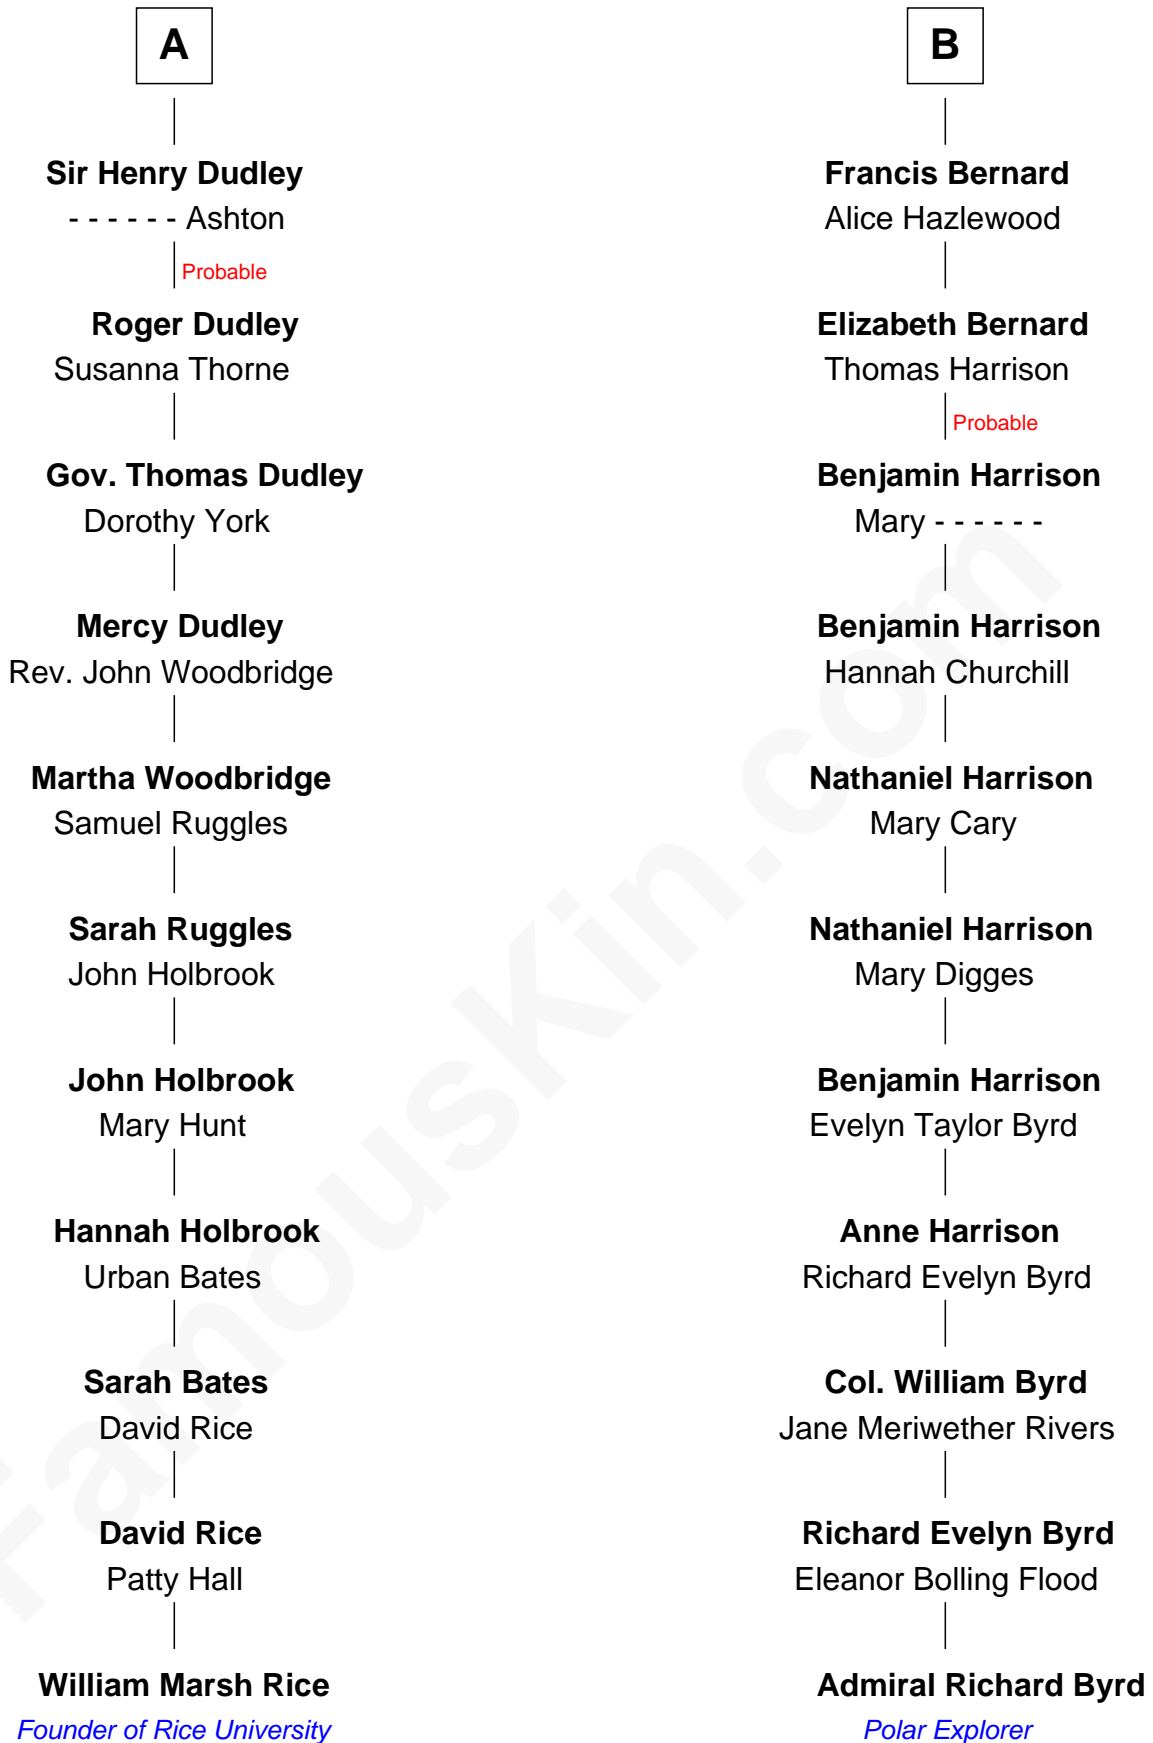 A
Sir Henry Dudley
- - - - - - Ashton
Probable
Roger Dudley
Susanna Thorne
Gov. Thomas Dudley
Dorothy York
Mercy Dudley
Rev. John Woodbridge
Martha Woodbridge
Samuel Ruggles
Sarah Ruggles
John Holbrook
John Holbrook
Mary Hunt
Hannah Holbrook
Urban Bates
Sarah Bates
David Rice
David Rice
Patty Hall
William Marsh Rice
Founder of Rice University
B
Francis Bernard
Alice Hazlewood
Elizabeth Bernard
Thomas Harrison
Probable
Benjamin Harrison
Mary - - - - - -
Benjamin Harrison
Hannah Churchill
Nathaniel Harrison
Mary Cary
Nathaniel Harrison
Mary Digges
Benjamin Harrison
Evelyn Taylor Byrd
Anne Harrison
Richard Evelyn Byrd
Col. William Byrd
Jane Meriwether Rivers
Richard Evelyn Byrd
Eleanor Bolling Flood
Admiral Richard Byrd
Polar Explorer
FamousKin.com